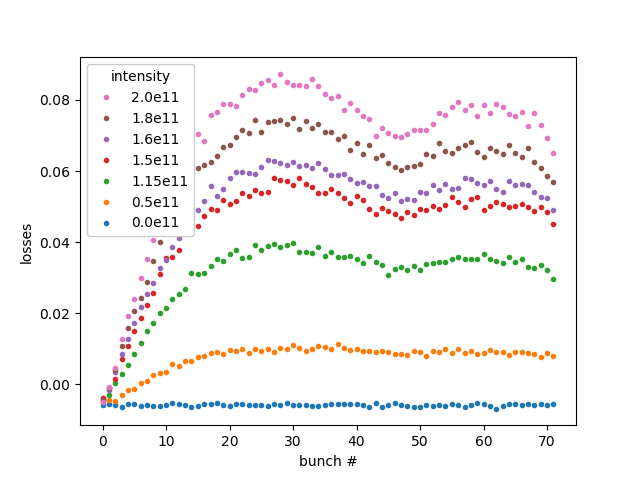 intensity
2.0e11
1.8e11
1.6e11
1.5e11
1.15e11
0.5e11
0.0e11
0.08
0.06
0.04
0.02
0.00
losses
0 10 20 30 40 50 60 70
bunch #